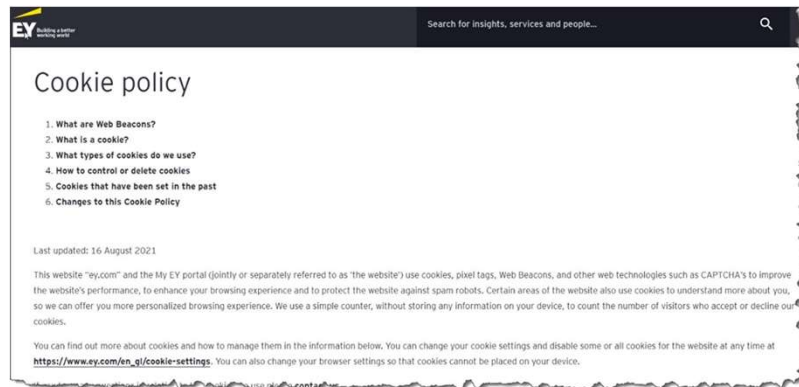 EY Building a better
working world
Search for insights, services and people...
Cookie policy
1. What are Web Beacons?
2. What is a cookie?
3. What types of cookies do we use?
4. How to control or delete cookies
5. Cookies that have been set in the past
6. Changes to this Cookie Policy
Last updated: 16 August 2021
This website "ey.com" and the My EY portal (jointly or separately referred to as 'the website') use cookies, pixel tags, Web Beacons, and other web technologies such as CAPTCHA's to improve
the website's performance, to enhance your browsing experience and to protect the website against spam robots. Certain areas of the website also use cookies to understand more about you,
so we can offer you more personalized browsing experience. We use a simple counter, without storing any information on your device, to count the number of visitors who accept or decline our
cookies.
You can find out more about cookies and how to manage them in the information below. You can change your cookie settings and disable some or all cookies for the website at any time at
https://www.ey.com/en_gl/cookie-settings. You can also change your browser settings so that cookies cannot be placed on your device.